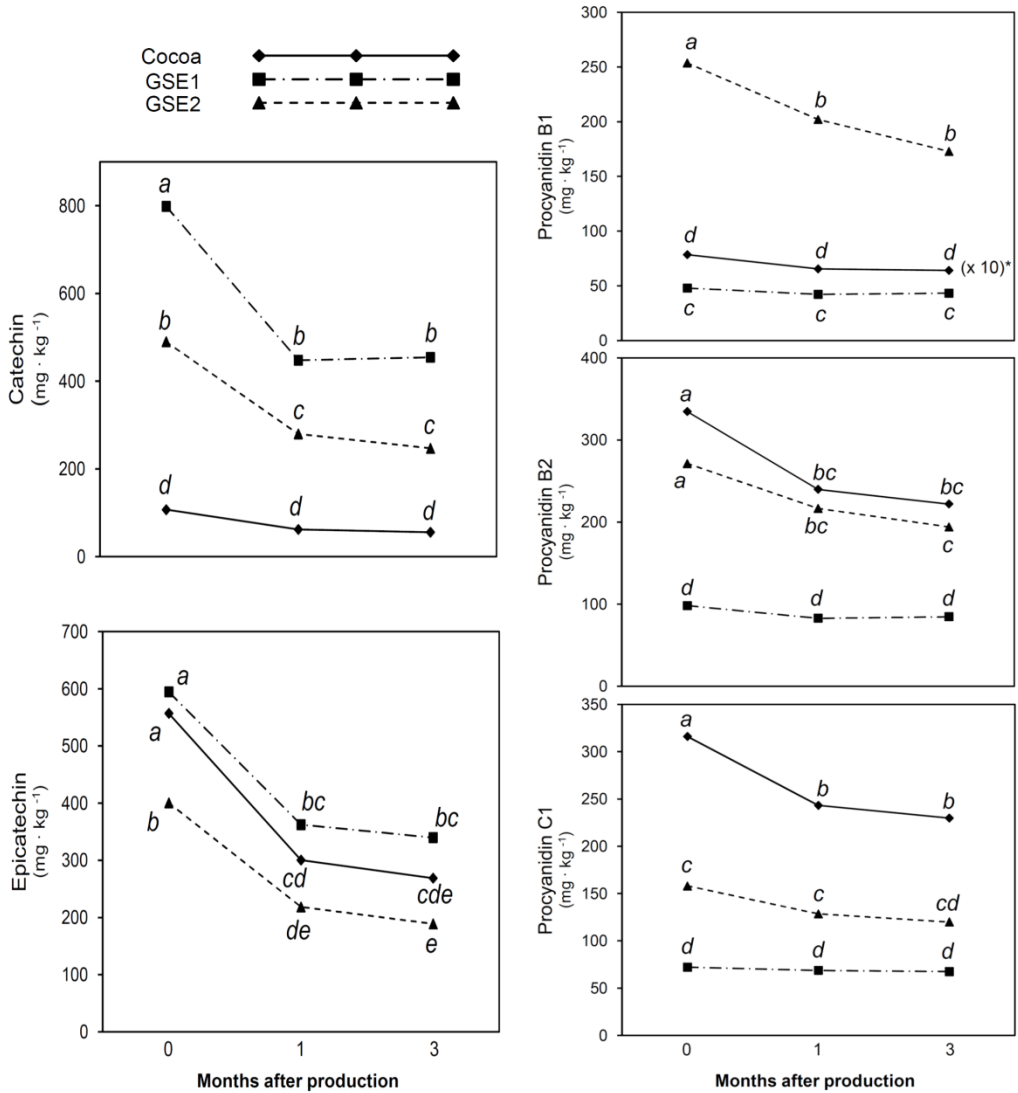 Cocoa
GSE1
GSE2
Catechin
(mg · kg -1)
800
600
400
200
0
a
b
b
b
c
c
d
d
d
Epicatechin
(mg · kg -1)
700
600
500
400
300
200
100
0
a
a
b
bc
bc
cd
cde
de
e
0
1
3
Months after production
Procyanidin B1
(mg · kg -1)
300
250
200
150
100
50
0
a
b
b
d
d
d
(x 10)*
c
c
c
Procyanidin B2
(mg · kg -1)
400
300
200
100
0
a
bc
bc
a
bc
c
d
d
d
Procyanidin C1
(mg · kg -1)
350
300
250
200
150
100
50
0
a
b
b
c
c
cd
d
d
d
0
1
3
Months after production